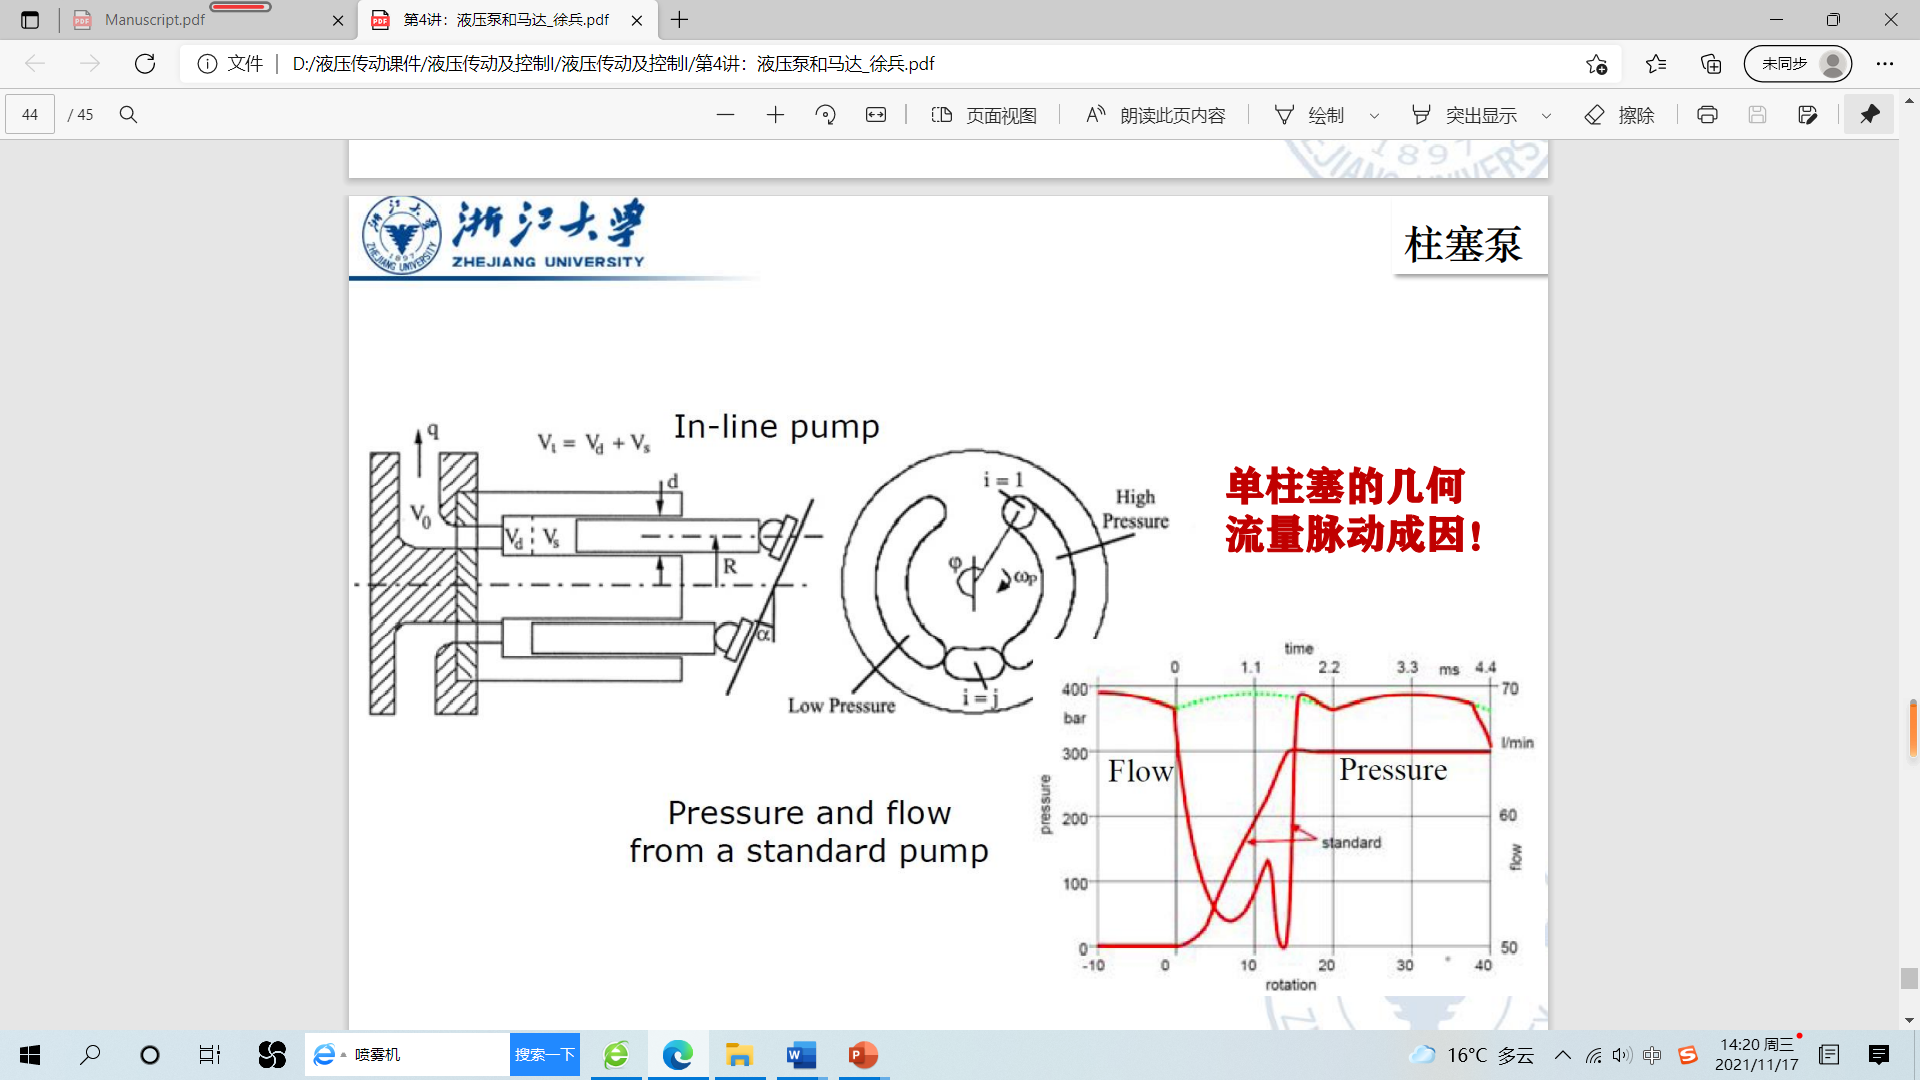 Manuscript.pdf
第4讲：液压泵和马达_徐兵.pdf
文件
D:/液压传动课件/液压传动及控制I/液压传动及控制I/第4讲：液压泵和马达_徐兵.pdf
未同步
44 / 45
页面视图
朗读此页内容
绘制
突出显示
擦除
1897
浙江大学
ZHEJIANG UNIVERSITY
ZHEJIANG UNIVERSITY
1897
柱塞泵
In-line pump
q
Vt = Vd + Vs
d
V0
Vd
Vs
R
α
i = 1
High
Pressure
φ
ωp
i = j
Low Pressure
单柱塞的几何
流量脉动成因！
Pressure and flow
from a standard pump
time
0 1.1 2.2 3.3 ms 4.4
400
bar
300
200
100
0
pressure
70
l/min
60
50
flow
Flow
Pressure
standard
-10 0 10 20 30 40
rotation
喷雾机
搜索一下
16°C 多云
中
14:20 周三
2021/11/17